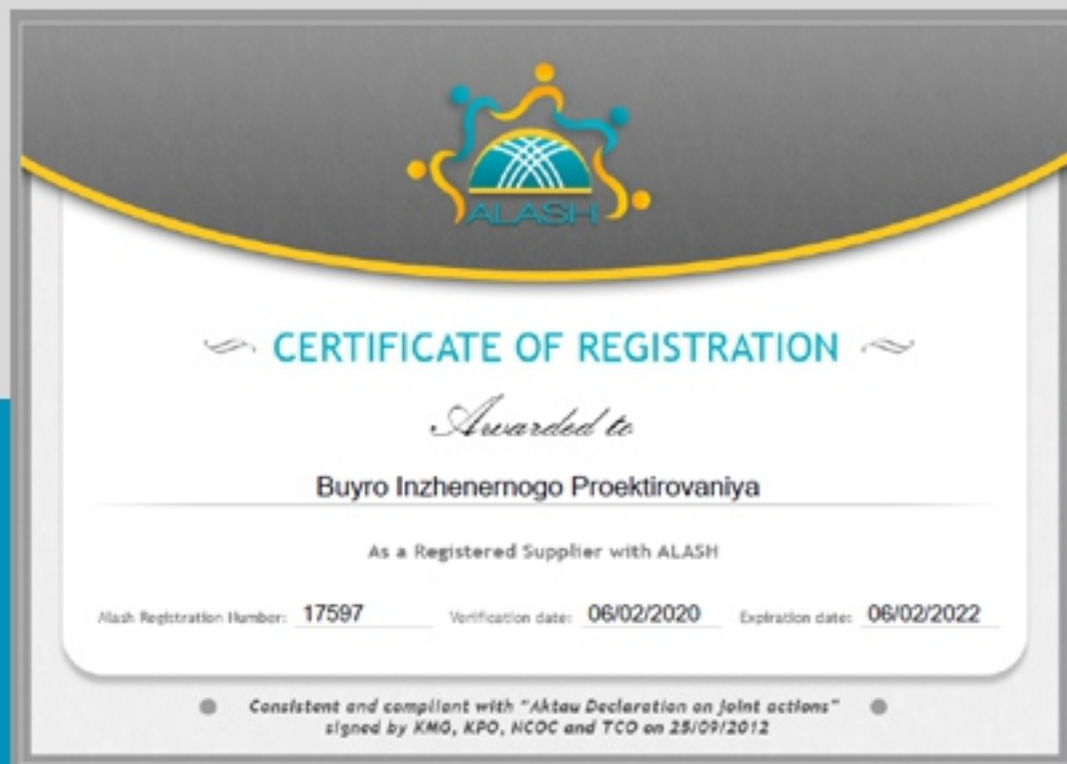 ALASH
CERTIFICATE OF REGISTRATION
Awarded to
Buyro Inzhenernogo Proektirovaniya
As a Registered Supplier with ALASH
Alash Registration Number: 17597 Verification date: 06/02/2020 Expiration date: 06/02/2022
Consistent and compliant with "Aktau Declaration on joint actions"
signed by KMG, KPO, NCOC and TCO on 25/09/2012